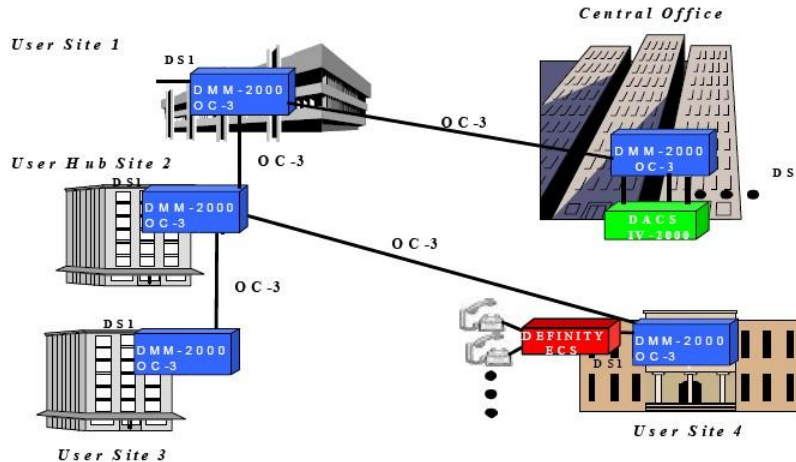 Central Office
User Site 1
DS1
DMM-2000
OC-3
OC-3
DMM-2000
OC-3
OC-3
User Hub Site 2
DS1
DS
DMM-2000
OC-3
DACS
IV-2000
OC-3
OC-3
DS1
DMM-2000
OC-3
DEFINITY
ECS
DS1
DMM-2000
OC-3
User Site 4
User Site 3